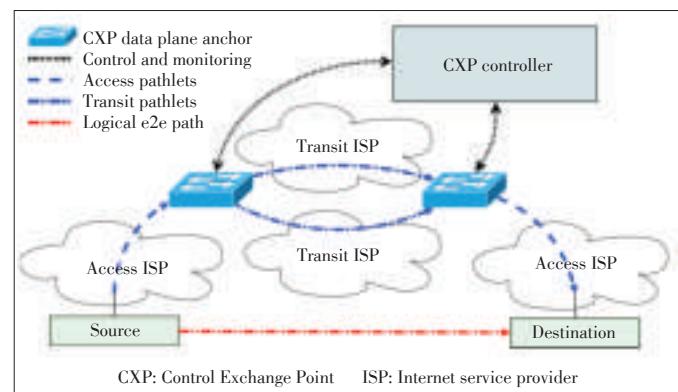 CXP data plane anchor
Control and monitoring
Access pathlets
Transit pathlets
Logical e2e path
CXP controller
Transit ISP
Transit ISP
Access ISP
Access ISP
Source
Destination
CXP: Control Exchange Point ISP: Internet service provider